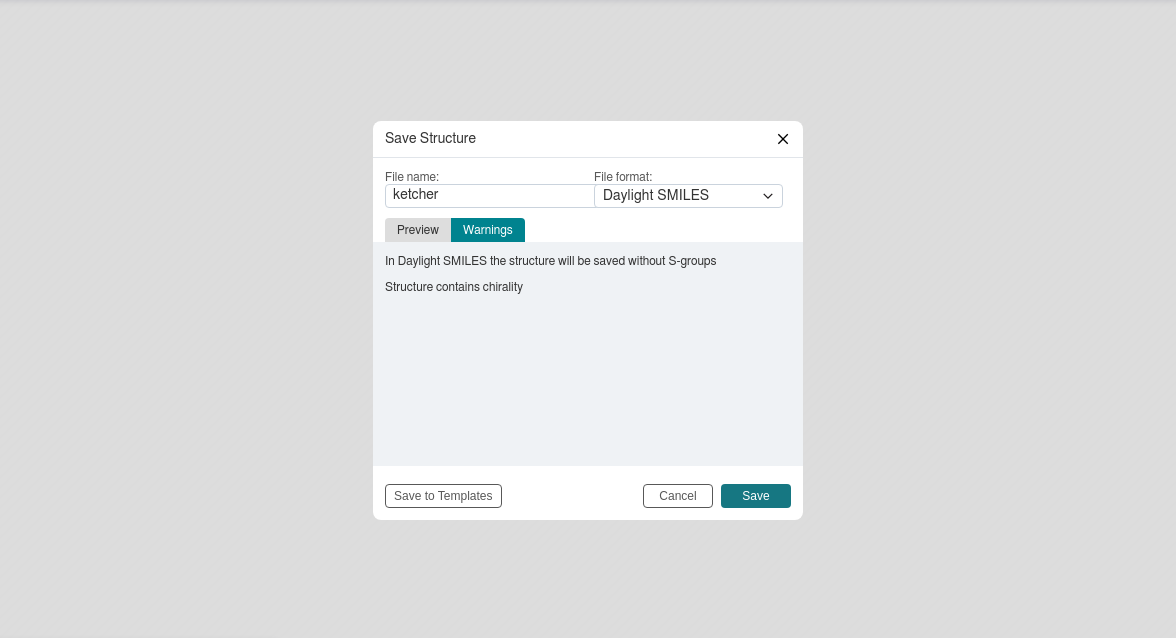 Save Structure
File name:
File format:
ketcher
Daylight SMILES
Preview
Warnings
In Daylight SMILES the structure will be saved without S-groups
Structure contains chirality
Save to Templates
Cancel
Save